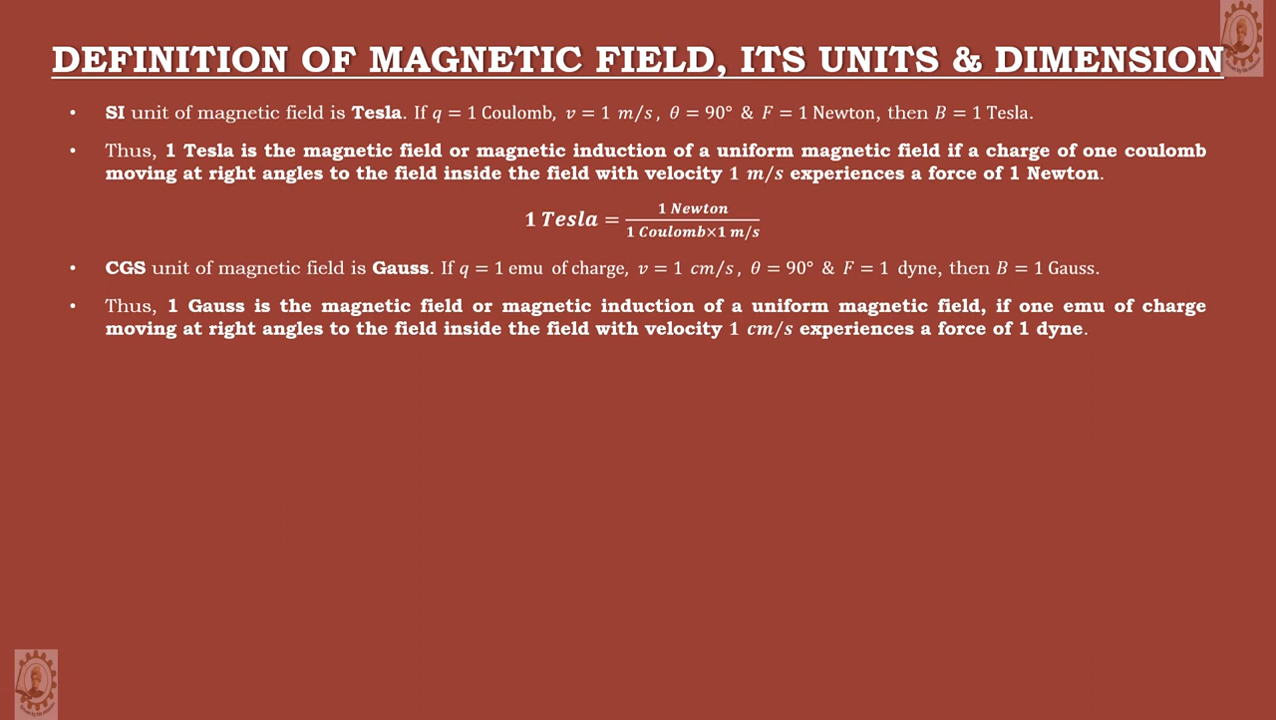 DEFINITION OF MAGNETIC FIELD, ITS UNITS & DIMENSION
• SI unit of magnetic field is Tesla. If q = 1 Coulomb, v = 1 m/s, θ = 90° & F = 1 Newton, then B = 1 Tesla.
• Thus, 1 Tesla is the magnetic field or magnetic induction of a uniform magnetic field if a charge of one coulomb
moving at right angles to the field inside the field with velocity 1 m/s experiences a force of 1 Newton.
1 Tesla = 1 Newton / 1 Coulomb×1 m/s
• CGS unit of magnetic field is Gauss. If q = 1 emu of charge, v = 1 cm/s, θ = 90° & F = 1 dyne, then B = 1 Gauss.
• Thus, 1 Gauss is the magnetic field or magnetic induction of a uniform magnetic field, if one emu of charge
moving at right angles to the field inside the field with velocity 1 cm/s experiences a force of 1 dyne.